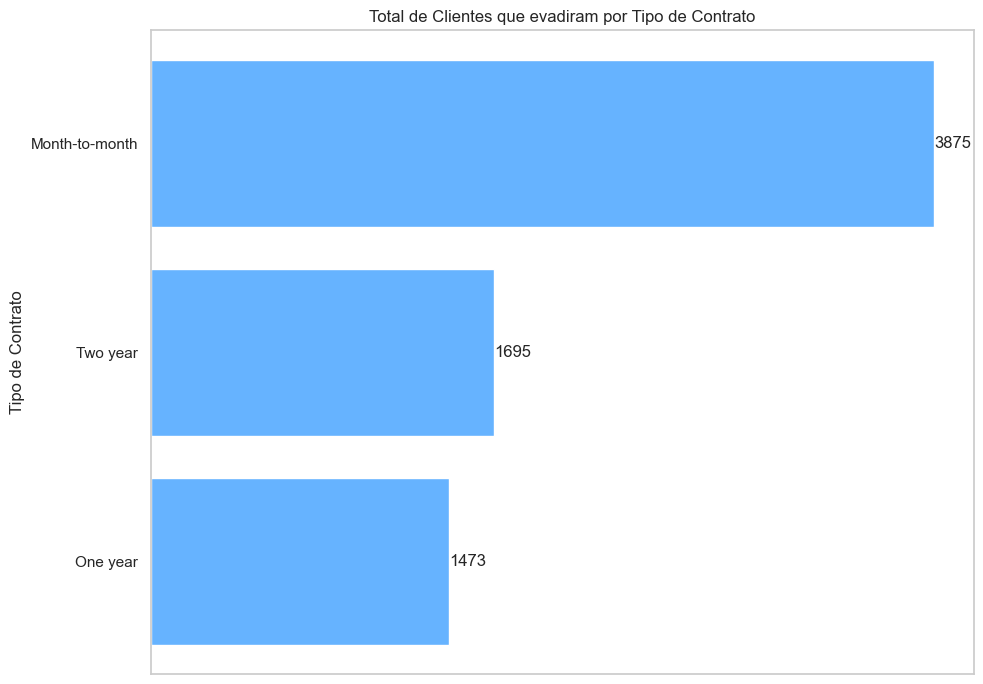 Total de Clientes que evadiram por Tipo de Contrato
Tipo de Contrato
Month-to-month
3875
Two year
1695
One year
1473